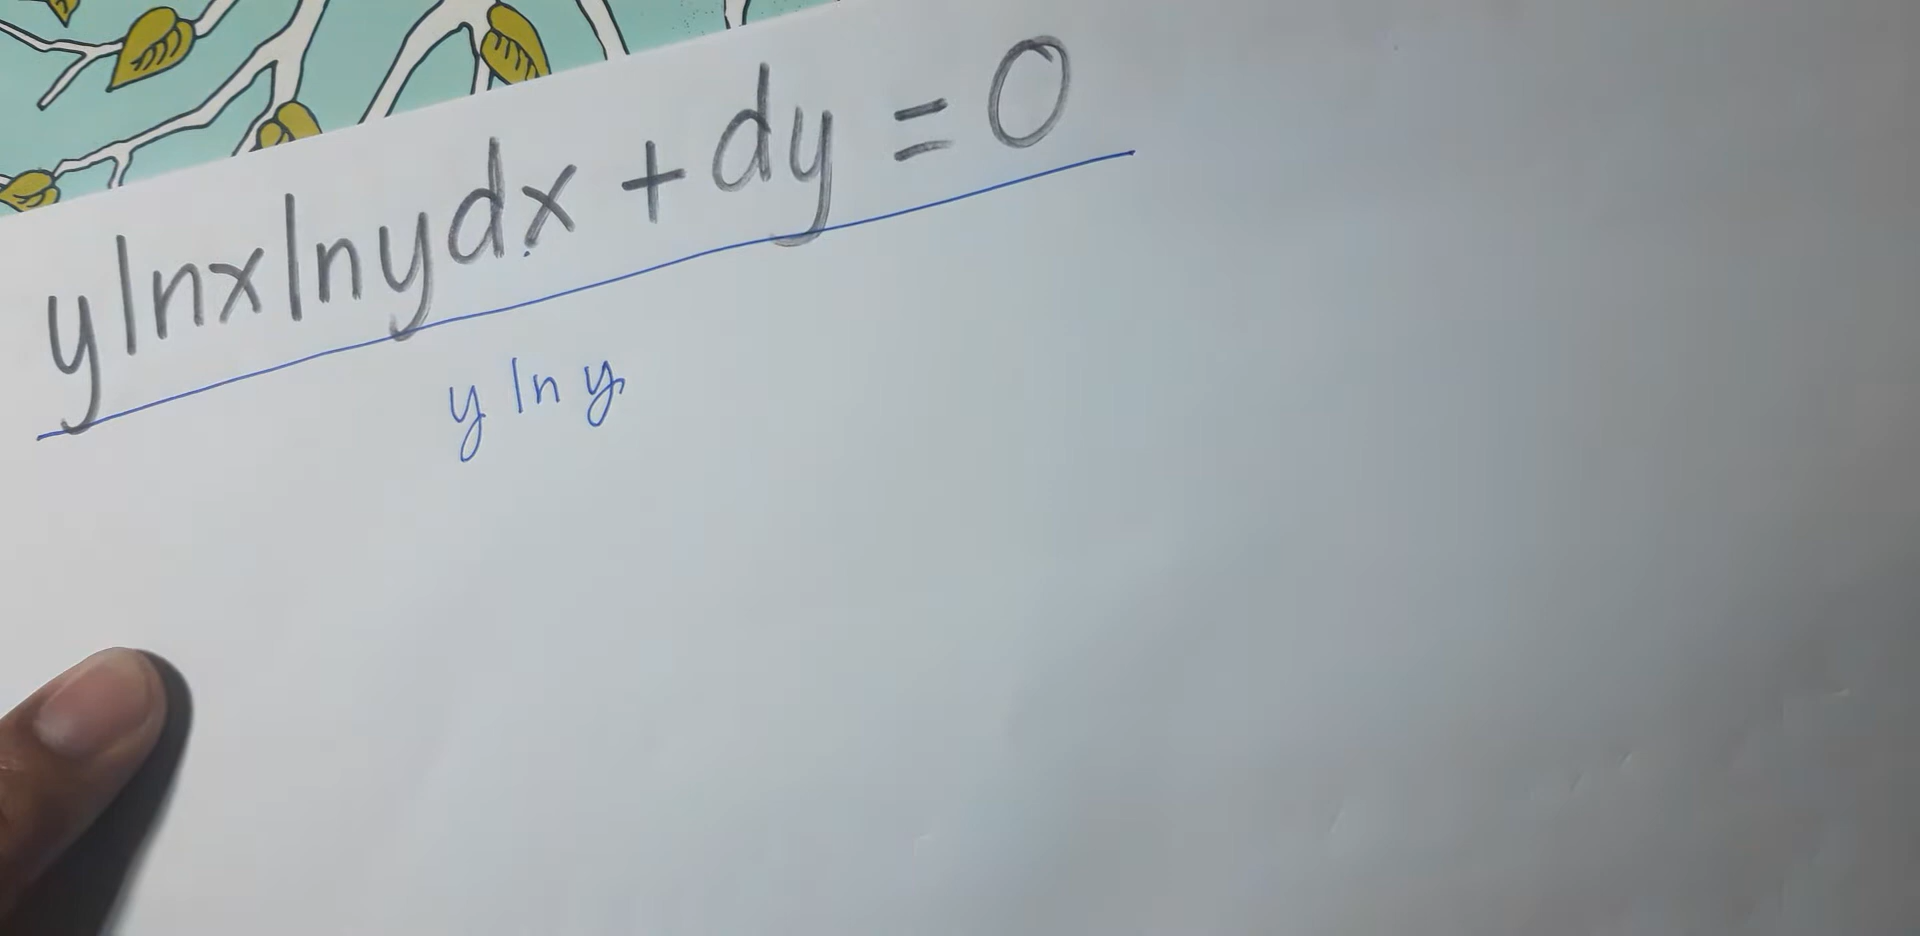 ylnxlnydx + dy = 0
y ln y